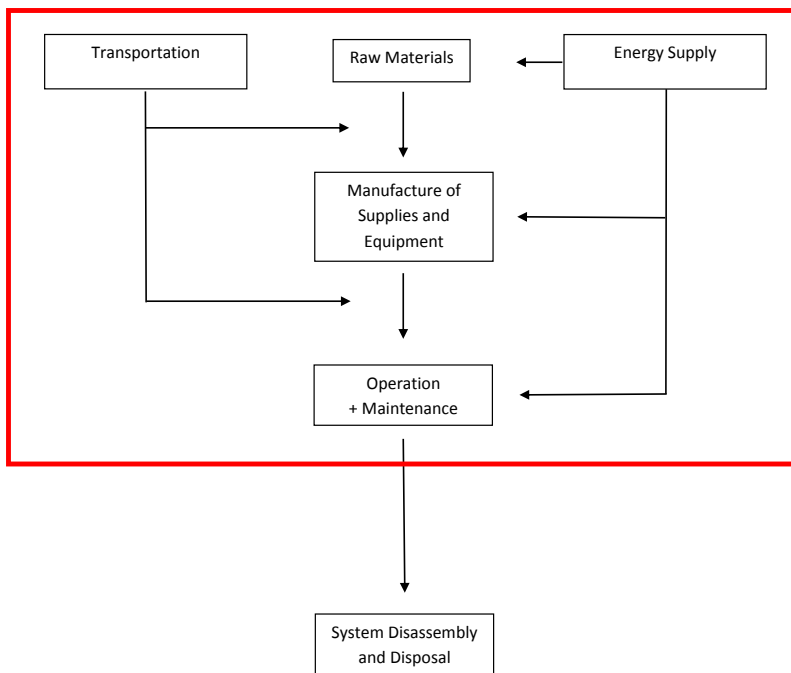 Transportation
Raw Materials
Energy Supply
Manufacture of
Supplies and
Equipment
Operation
+ Maintenance
System Disassembly
and Disposal